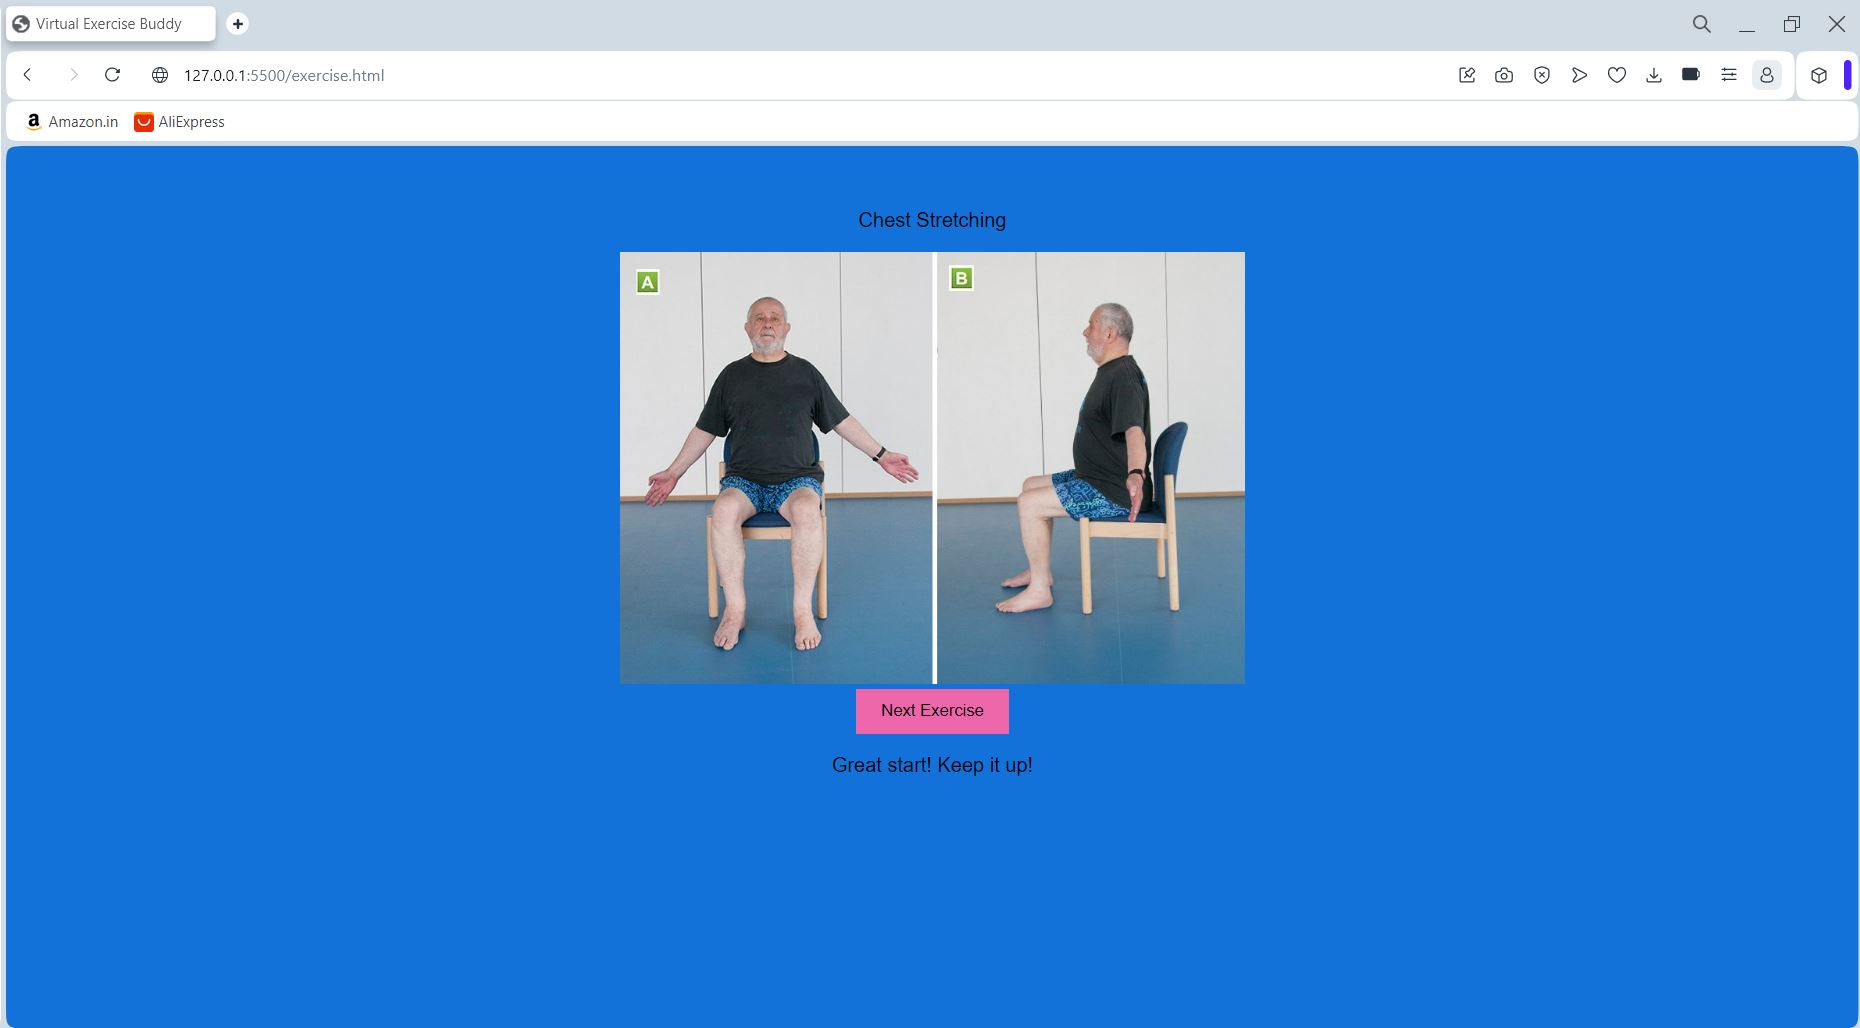 Virtual Exercise Buddy
127.0.0.1:5500/exercise.html
a Amazon.in AliExpress
Chest Stretching
A B
Next Exercise
Great start! Keep it up!